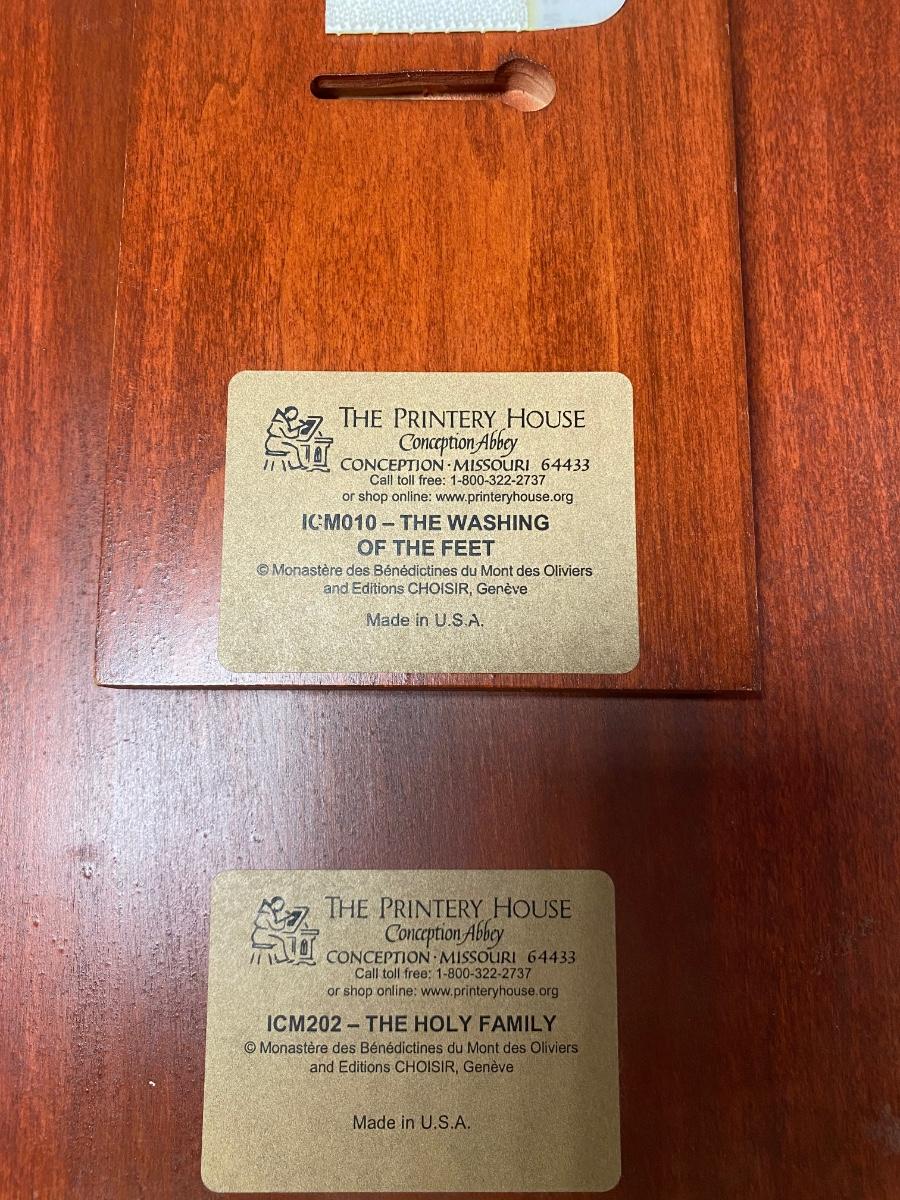 THE PRINTERY HOUSE
Conception Abbey
CONCEPTION · MISSOURI 64433
Call toll free: 1-800-322-2737
or shop online: www.printeryhouse.org
ICM010 – THE WASHING
OF THE FEET
© Monastère des Bénédictines du Mont des Oliviers
and Editions CHOISIR, Genève
Made in U.S.A.
THE PRINTERY HOUSE
Conception Abbey
CONCEPTION · MISSOURI 64433
Call toll free: 1-800-322-2737
or shop online: www.printeryhouse.org
ICM202 – THE HOLY FAMILY
© Monastère des Bénédictines du Mont des Oliviers
and Editions CHOISIR, Genève
Made in U.S.A.